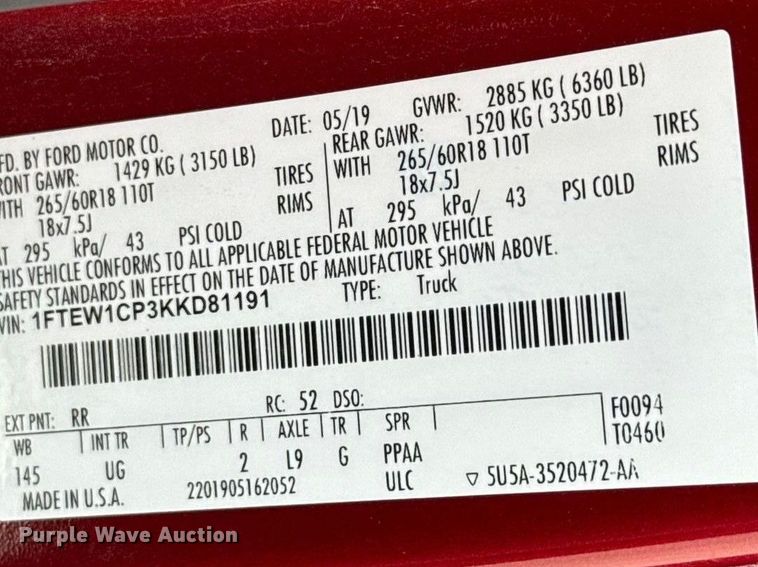 FD. BY FORD MOTOR CO. DATE: 05/19 GVWR: 2885 KG ( 6360 LB)
RONT GAWR: 1429 KG ( 3150 LB) REAR GAWR: 1520 KG ( 3350 LB)
ITH 265/60R18 110T TIRES WITH 265/60R18 110T TIRES
18x7.5J RIMS 18x7.5J RIMS
AT 295 kPa/ 43 PSI COLD AT 295 kPa/ 43 PSI COLD
THIS VEHICLE CONFORMS TO ALL APPLICABLE FEDERAL MOTOR VEHICLE
SAFETY STANDARDS IN EFFECT ON THE DATE OF MANUFACTURE SHOWN ABOVE.
VIN: 1FTEW1CP3KKD81191 TYPE: Truck
EXT PNT: RR RC: 52 DSO:
WB INT TR TP/PS R AXLE TR SPR F0094
145 UG 2 L9 G PPAA T0460
MADE IN U.S.A. 2201905162052 ULC ▽ 5U5A-3520472-AA
Purple Wave Auction